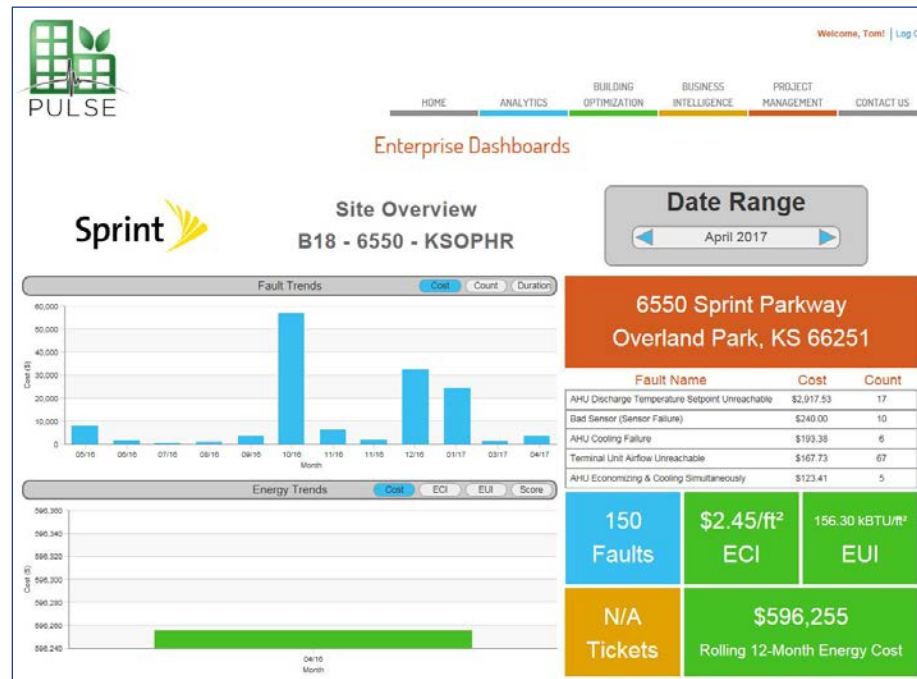 Welcome, Tom! | Log
PULSE
HOME
ANALYTICS
BUILDING
OPTIMIZATION
BUSINESS
INTELLIGENCE
PROJECT
MANAGEMENT
CONTACT US
Enterprise Dashboards
Sprint
Site Overview
B18 - 6550 - KSOPHR
Date Range
April 2017
Fault Trends
Cost Count Duration
60,000
50,000
40,000
30,000
20,000
10,000
0
Cost ($)
05/16 06/16 07/16 08/16 09/16 10/16 11/16 11/16 12/16 01/17 03/17 04/17
Month
6550 Sprint Parkway
Overland Park, KS 66251
Fault Name Cost Count
AHU Discharge Temperature Setpoint Unreachable $2,917.53 17
Bad Sensor (Sensor Failure) $240.00 10
AHU Cooling Failure $193.38 6
Terminal Unit Airflow Unreachable $167.73 67
AHU Economizing & Cooling Simultaneously $123.41 5
Energy Trends
Cost ECI EUI Score
596,360
596,340
596,320
596,300
596,280
596,260
596,240
Cost ($)
04/16
Month
150
Faults
$2.45/ft²
ECI
156.30 kBTU/ft²
EUI
N/A
Tickets
$596,255
Rolling 12-Month Energy Cost